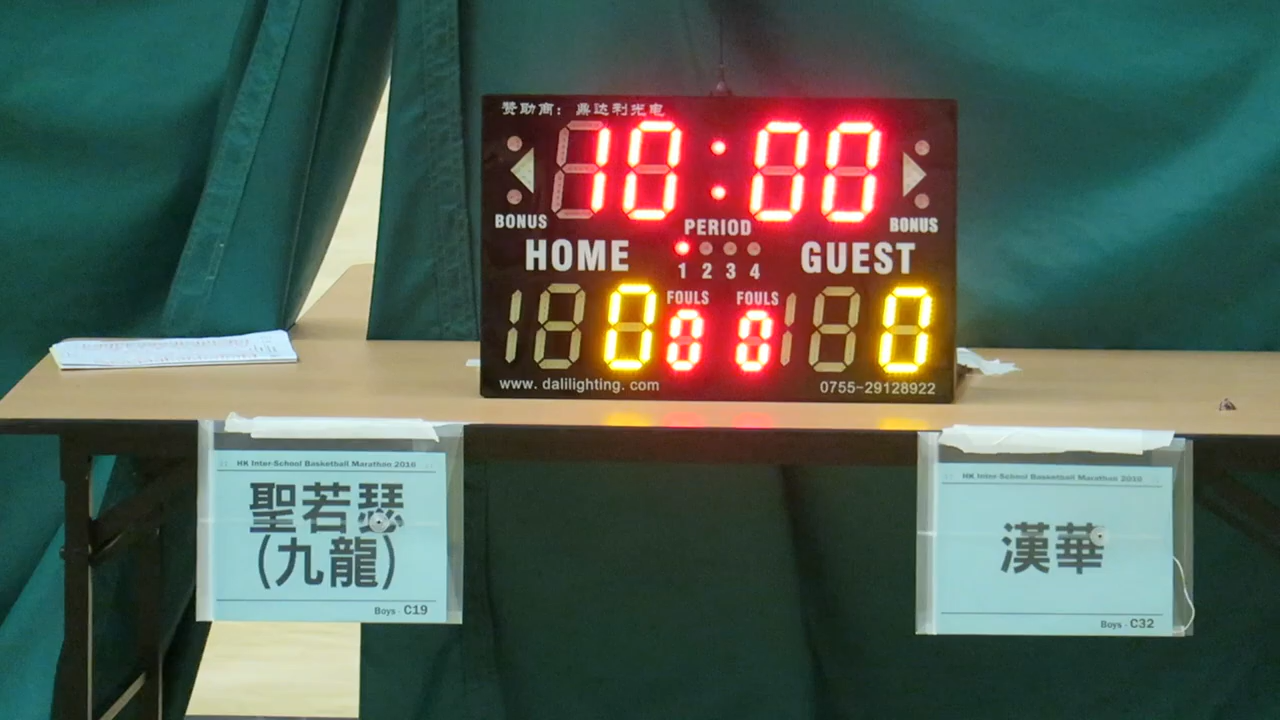 赞助商：鼎达利光电
10:00
BONUS
BONUS
PERIOD
HOME
GUEST
1 2 3 4
FOULS
FOULS
0
0
0
0
www.dalilighting.com
0755-29128922
HK Inter-School Basketball Marathon 2016
聖若瑟
(九龍)
Boys - C19
HK Inter-School Basketball Marathon 2016
漢華
Boys - C32